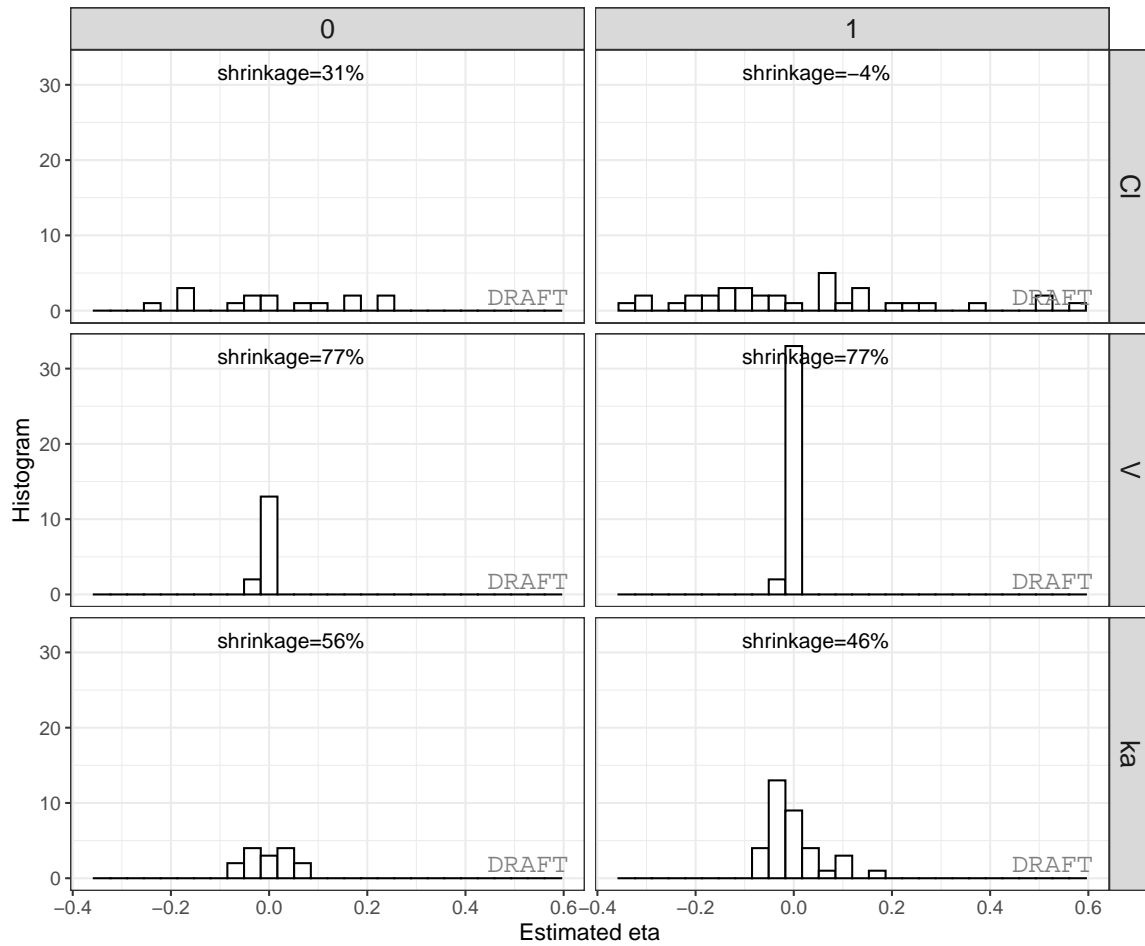 0 1
shrinkage=31% shrinkage=−4%
30
20
10
0
Cl
DRAFT DRAFT
shrinkage=77% shrinkage=77%
30
20
10
0
V
DRAFT DRAFT
Histogram
shrinkage=56% shrinkage=46%
30
20
10
0
ka
DRAFT DRAFT
−0.4 −0.2 0.0 0.2 0.4 0.6 −0.4 −0.2 0.0 0.2 0.4 0.6
Estimated eta